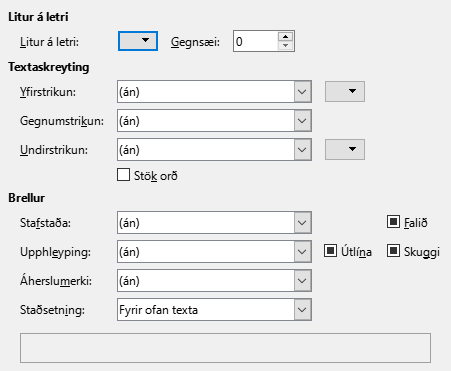 Litur á letri
Litur á letri: Gegnsæi: 0
Textaskreyting
Yfirstrikun: (án)
Gegnumstrikun: (án)
Undirstrikun: (án)
Stök orð
Brellur
Stafstaða: (án) Falið
Upphleyping: (án) Útlína Skuggi
Áherslumerki: (án)
Staðsetning: Fyrir ofan texta